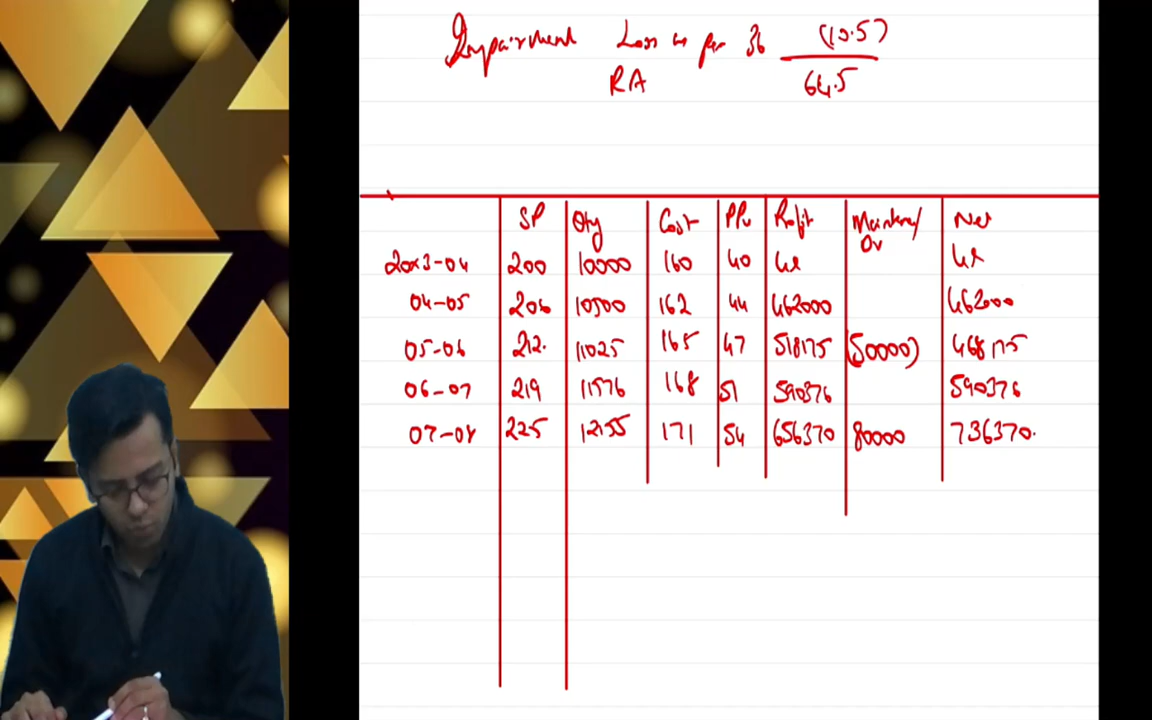 Impairment Loss as per 36 (10.5)
RA 64.5
SP Qty Cost PPu Profit Maintence/ Net
Ov
20x3-04 200 10000 160 40 4L 4L
04-05 206 10500 162 44 462000 462000
05-06 212. 11025 165 47 518175 (50000) 468175
06-07 219 11576 168 51 590376 590376
07-08 225 12155 171 54 656370 80000 736370.